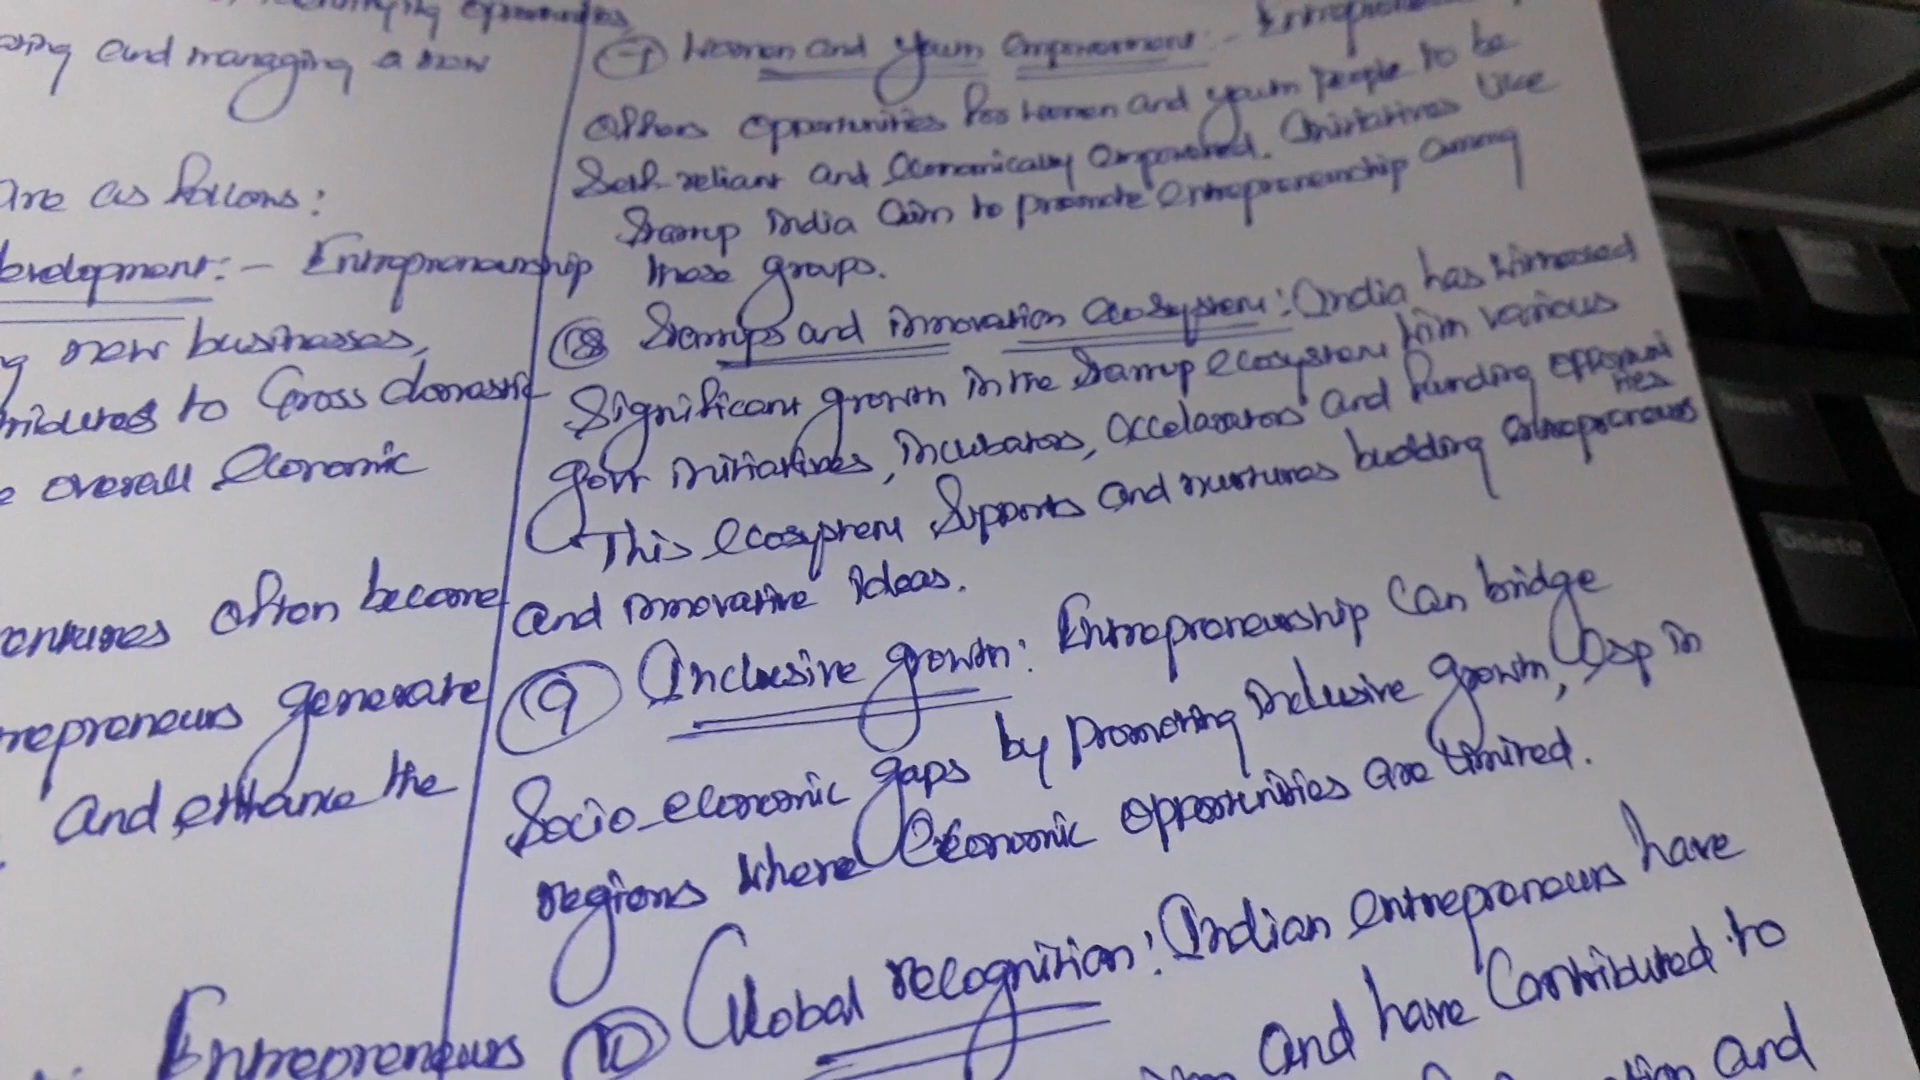 and managing a new
are as follows:
Development:- Entrepreneurship
new businesses,
to Gross domestic
overall Economic
often become
generate
and enhance the
Entrepreneurs
⑦ Women and youth empowerment:-
offers opportunities for women and youth people to be
Self-reliant and Economically empowered. Initiatives like
Startup India aim to promote entrepreneurship among
these groups.
⑧ Startups and innovation ecosystem: India has witnessed
Significant growth in the Startup ecosystem with various
govt initiatives, incubators, accelarators and funding opportunities
This ecosystem supports and nurtures budding entrepreneurs
and innovative ideas.
⑨ Inclusive growth: Entrepreneurship can bridge
Socio-economic gaps by promoting inclusive growth, esp in
regions where Economic opportunities are limited.
⑩ Global recognition: Indian entrepreneurs have
and have Contributed to
and
Delete